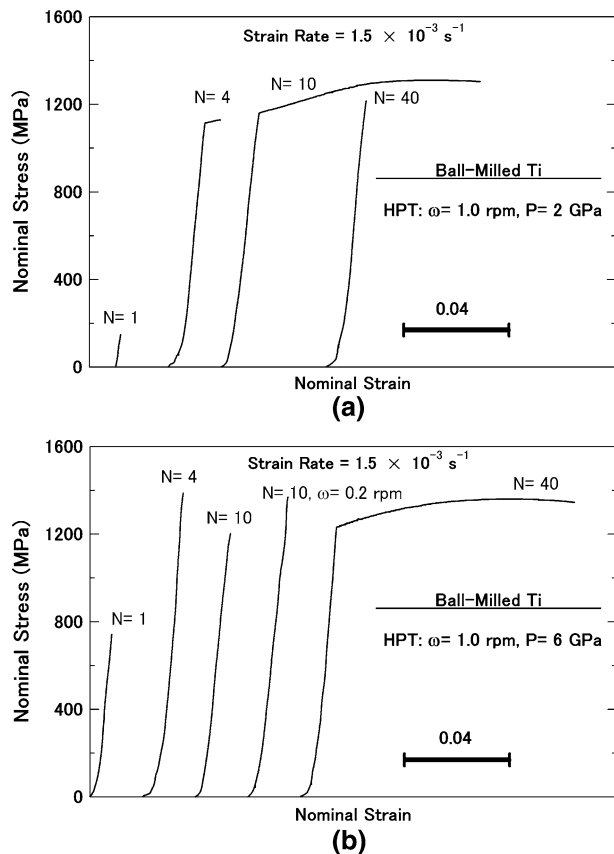 1600
1200
800
400
0
Nominal Stress (MPa)
Strain Rate = 1.5 × 10⁻³ s⁻¹
N= 1
N= 4
N= 10
N= 40
Ball-Milled Ti
HPT: ω= 1.0 rpm, P= 2 GPa
0.04
Nominal Strain
(a)
1600
1200
800
400
0
Nominal Stress (MPa)
Strain Rate = 1.5 × 10⁻³ s⁻¹
N= 1
N= 4
N= 10
N= 10, ω= 0.2 rpm
N= 40
Ball-Milled Ti
HPT: ω= 1.0 rpm, P= 6 GPa
0.04
Nominal Strain
(b)